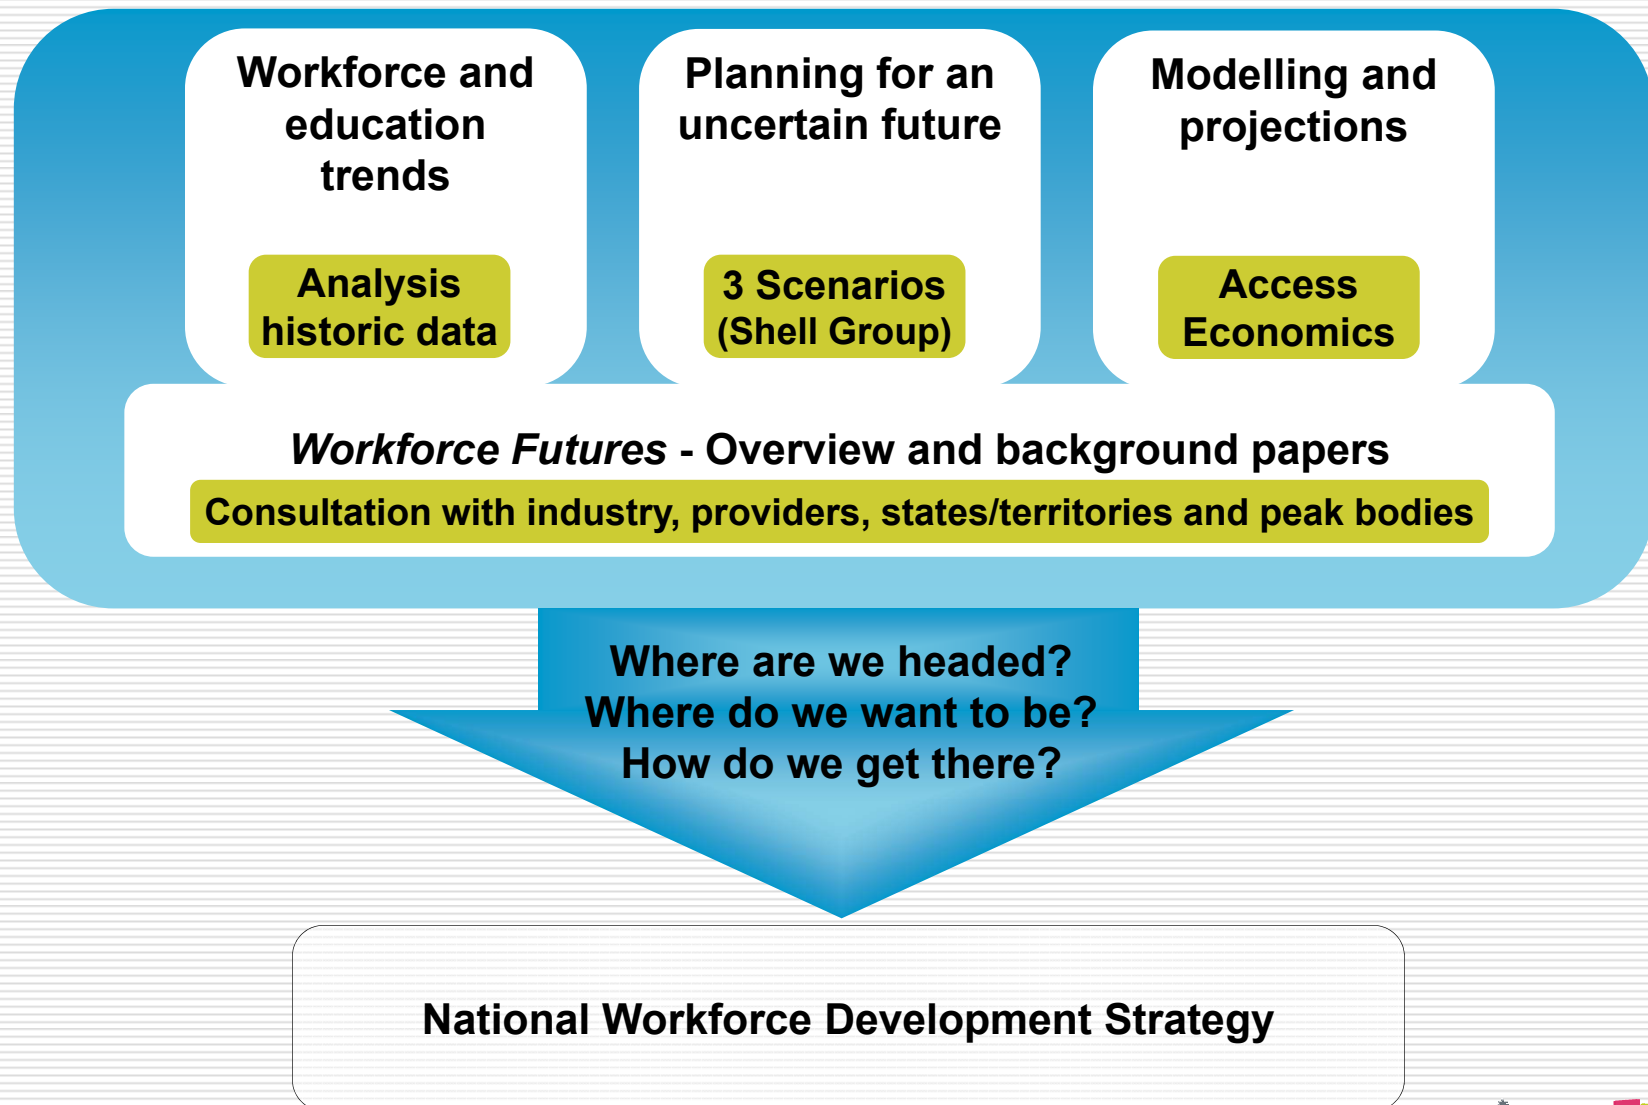 Workforce and
education
trends
Analysis
historic data
Planning for an
uncertain future
3 Scenarios
(Shell Group)
Modelling and
projections
Access
Economics
Workforce Futures - Overview and background papers
Consultation with industry, providers, states/territories and peak bodies
Where are we headed?
Where do we want to be?
How do we get there?
National Workforce Development Strategy